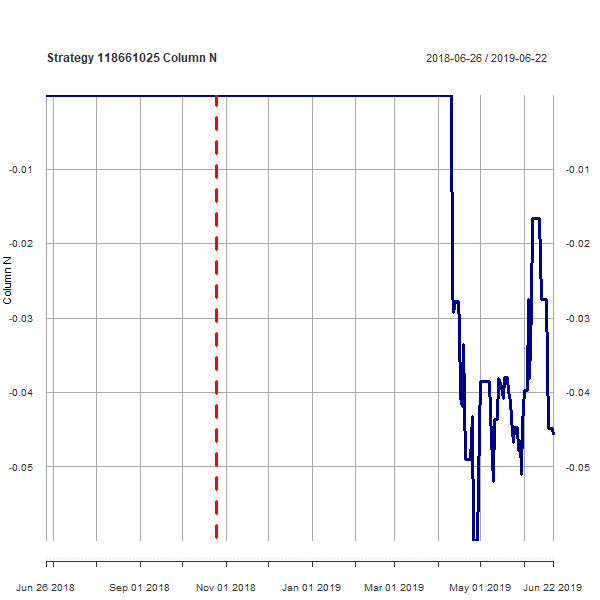 Strategy 118661025 Column N 2018-06-26 / 2019-06-22
-0.01 -0.01
-0.02 -0.02
Column N
-0.03 -0.03
-0.04 -0.04
-0.05 -0.05
Jun 26 2018 Sep 01 2018 Nov 01 2018 Jan 01 2019 Mar 01 2019 May 01 2019 Jun 22 2019